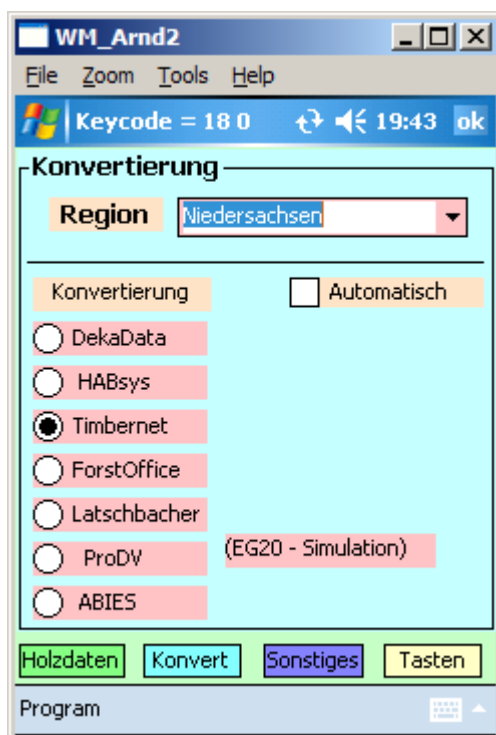 WM_Arnd2
File Zoom Tools Help
Keycode = 18 0 19:43 ok
Konvertierung
Region Niedersachsen
Konvertierung Automatisch
DekaData
HABsys
Timbernet
ForstOffice
Latschbacher
ProDV (EG20 - Simulation)
ABIES
Holzdaten Konvert Sonstiges Tasten
Program